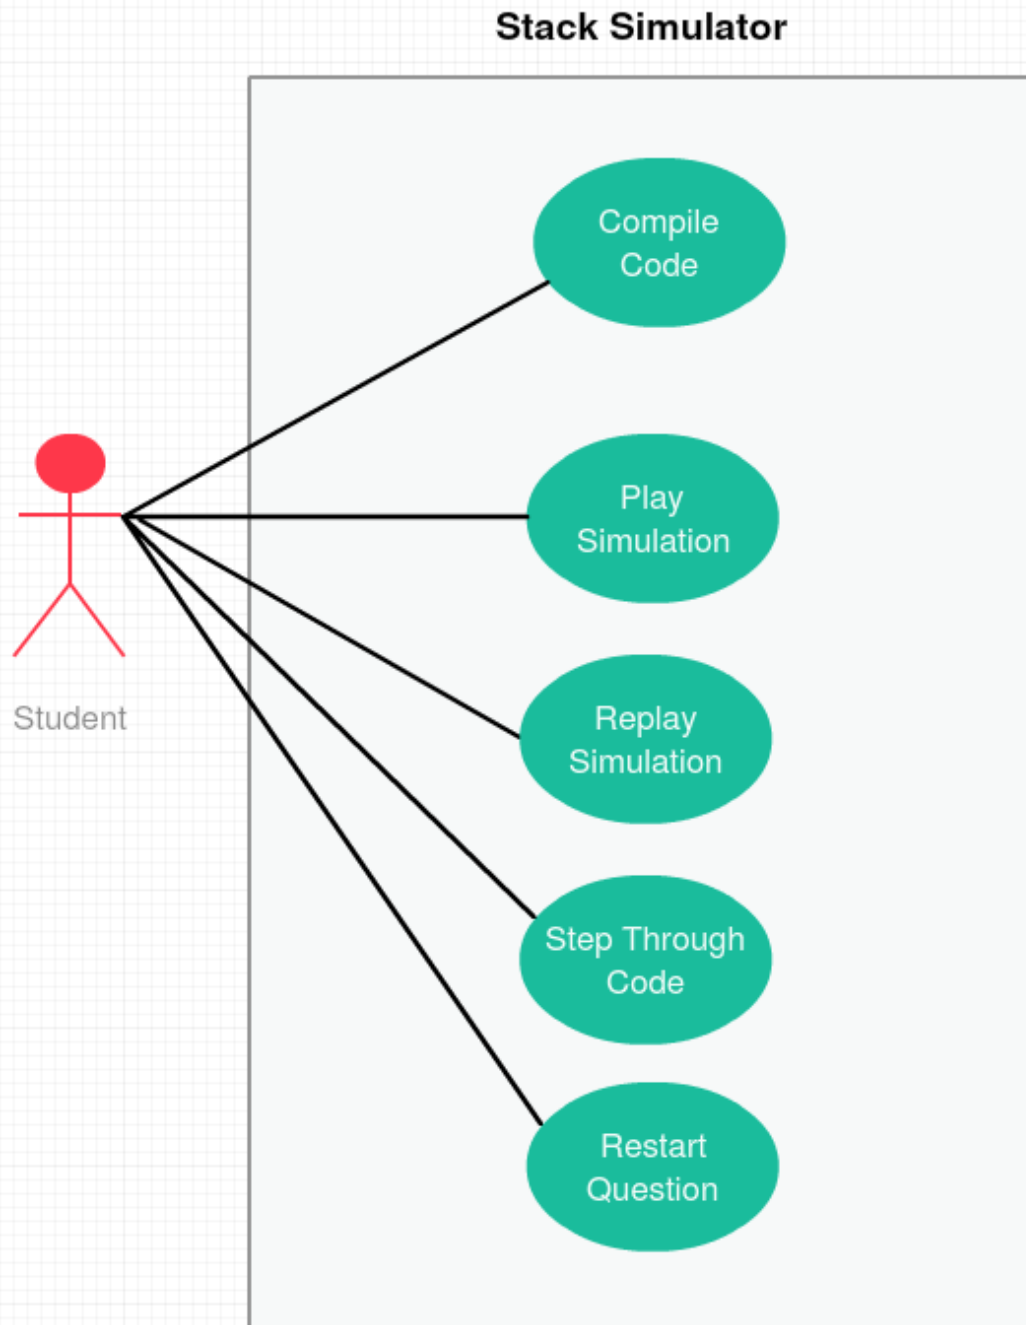 Stack Simulator
Compile
Code
Play
Simulation
Student
Replay
Simulation
Step Through
Code
Restart
Question